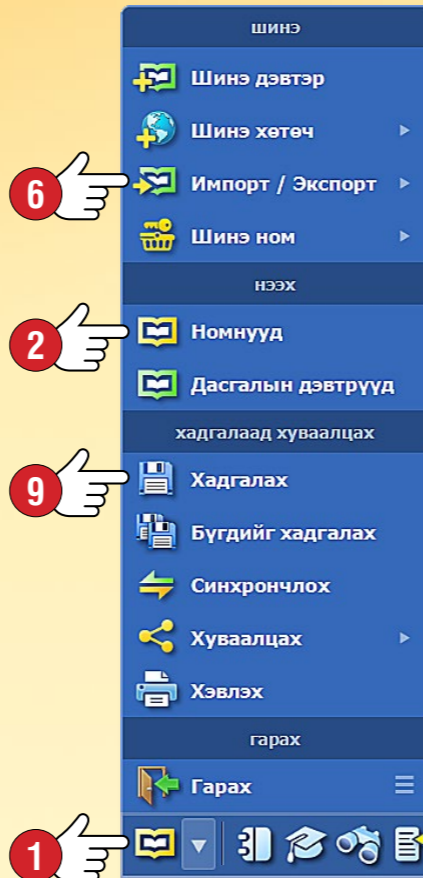 шинэ
Шинэ дэвтэр
Шинэ хөтөч
6 Импорт / Экспорт
Шинэ ном
нээх
2 Номнууд
Дасгалын дэвтрүүд
хадгалаад хуваалцах
9 Хадгалах
Бүгдийг хадгалах
Синхрончлох
Хуваалцах
Хэвлэх
гарах
Гарах
1